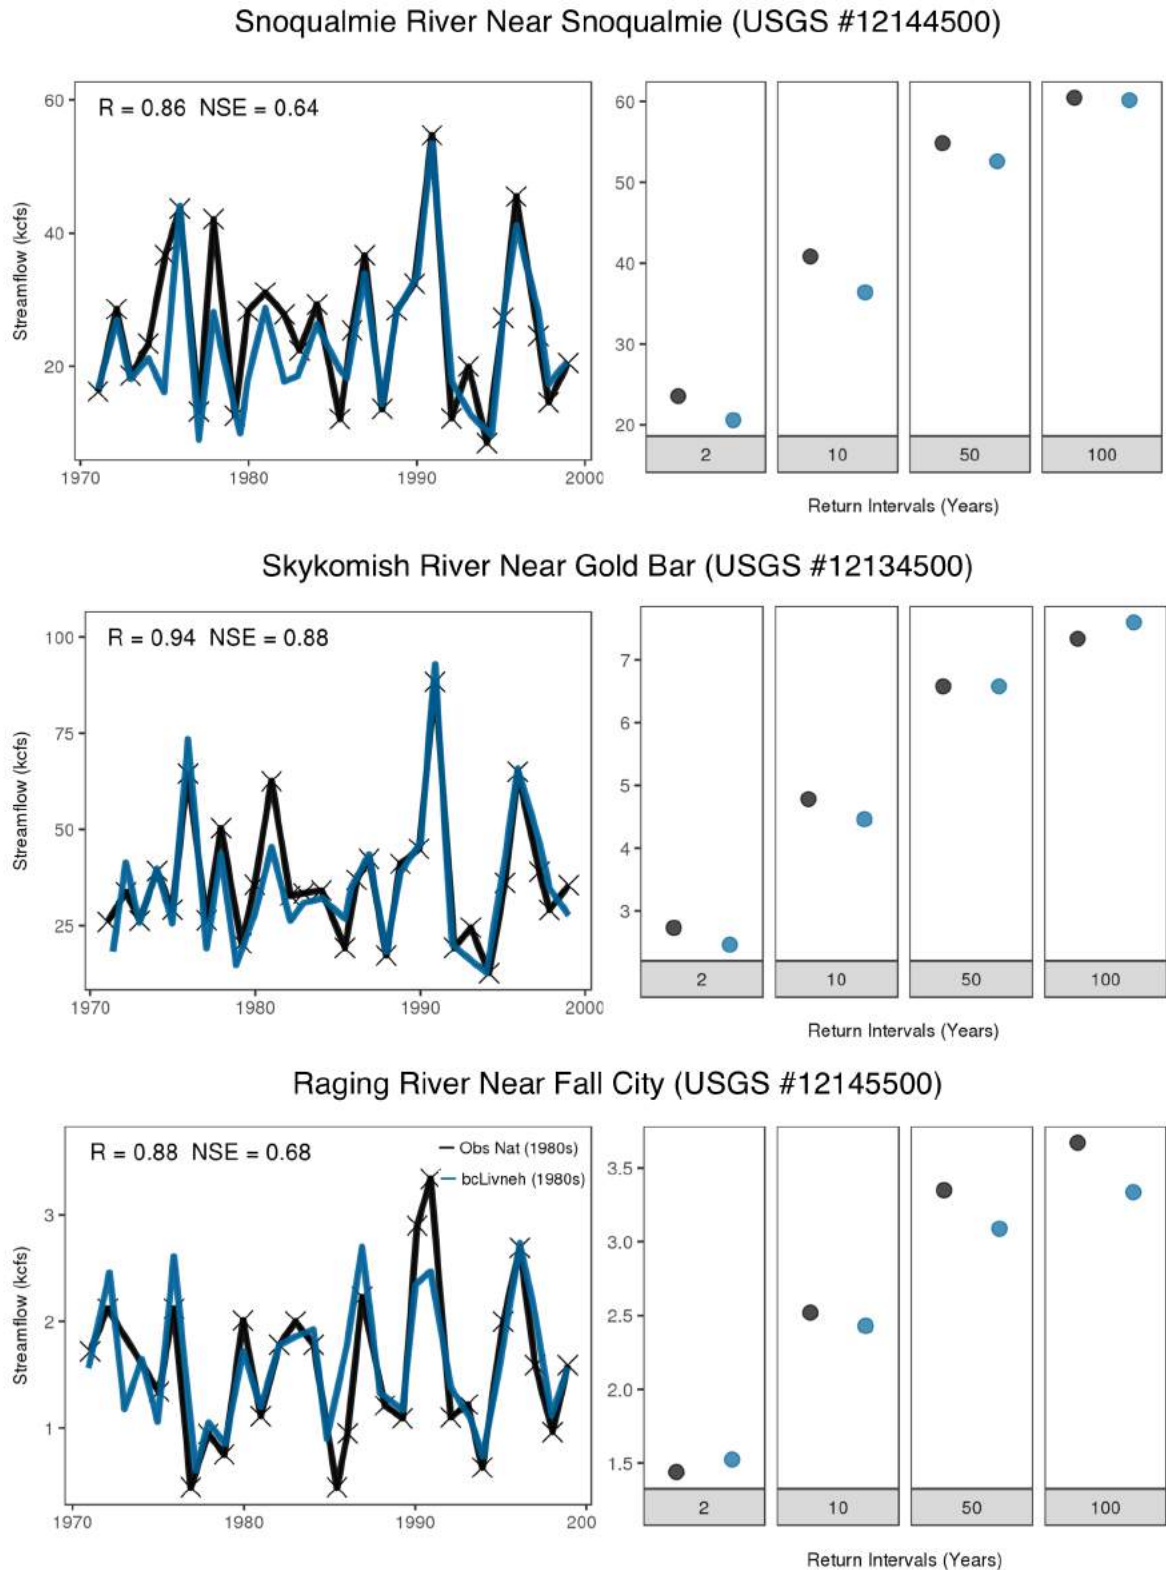 Snoqualmie River Near Snoqualmie (USGS #12144500)
R = 0.86 NSE = 0.64
Streamflow (kcfs)
60
40
20
1970 1980 1990 2000
60
50
40
30
20
2 10 50 100
Return Intervals (Years)
Skykomish River Near Gold Bar (USGS #12134500)
R = 0.94 NSE = 0.88
Streamflow (kcfs)
100
75
50
25
1970 1980 1990 2000
7
6
5
4
3
2 10 50 100
Return Intervals (Years)
Raging River Near Fall City (USGS #12145500)
R = 0.88 NSE = 0.68
Obs Nat (1980s)
bcLivneh (1980s)
Streamflow (kcfs)
3
2
1
1970 1980 1990 200
3.5
3.0
2.5
2.0
1.5
2 10 50 100
Return Intervals (Years)